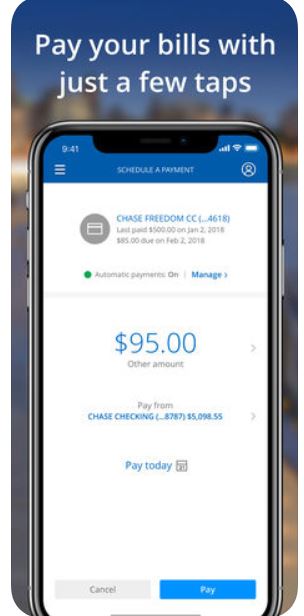 Pay your bills with
just a few taps
9:41
SCHEDULE A PAYMENT
CHASE FREEDOM CC (...4618)
Last paid $500.00 on Jan 2, 2018
$85.00 due on Feb 2, 2018
Automatic payments: On | Manage >
$95.00
Other amount
Pay from
CHASE CHECKING (...8787) $5,098.55
Pay today
Cancel
Pay